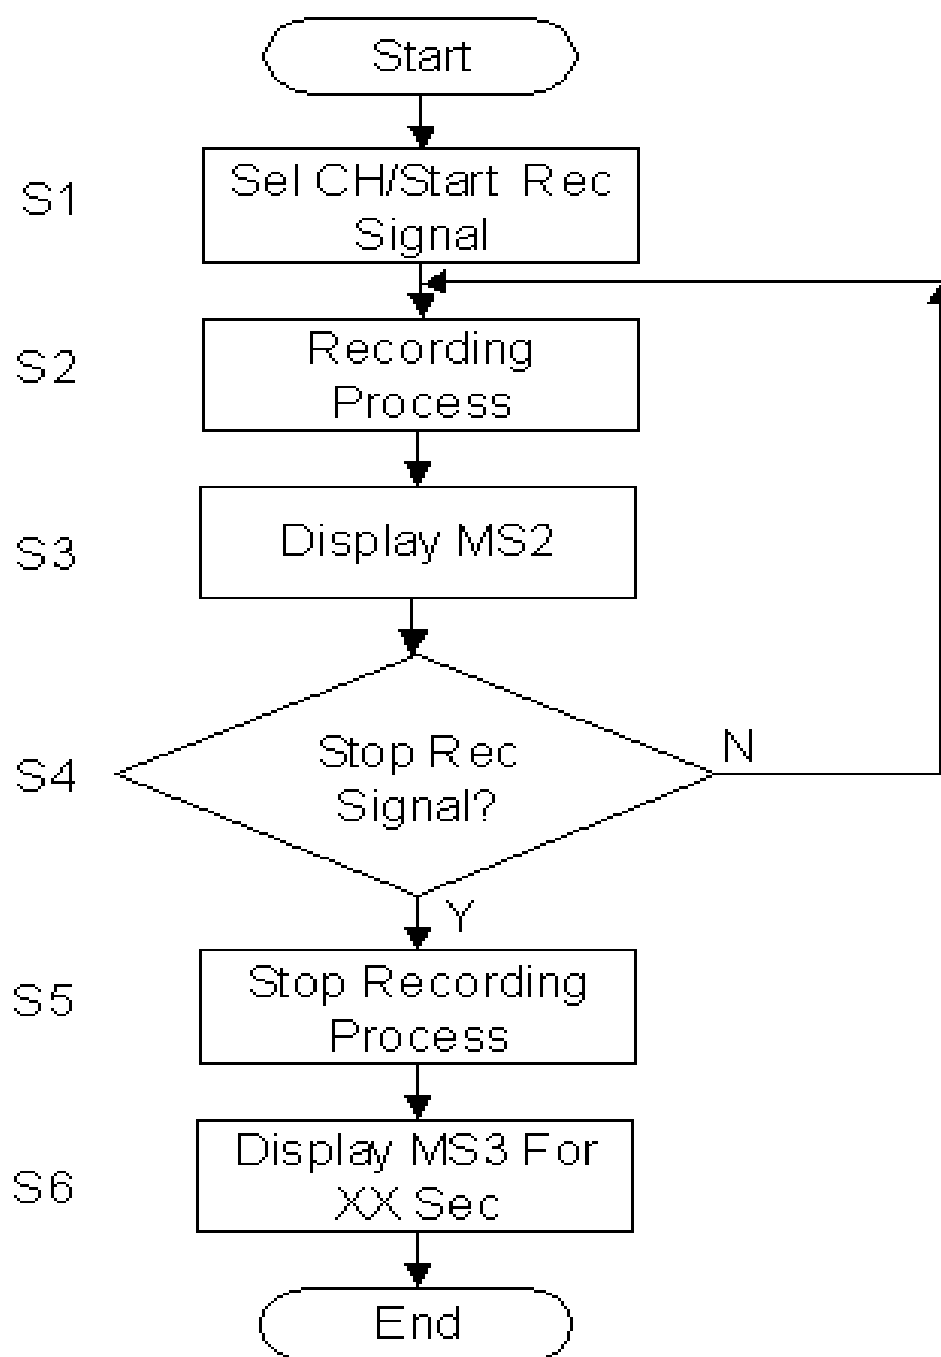 Start
S1
Sel CH/Start Rec
Signal
S2
Recording
Process
S3
Display MS2
S4
Stop Rec
Signal?
N
Y
S5
Stop Recording
Process
S6
Display MS3 For
XX Sec
End